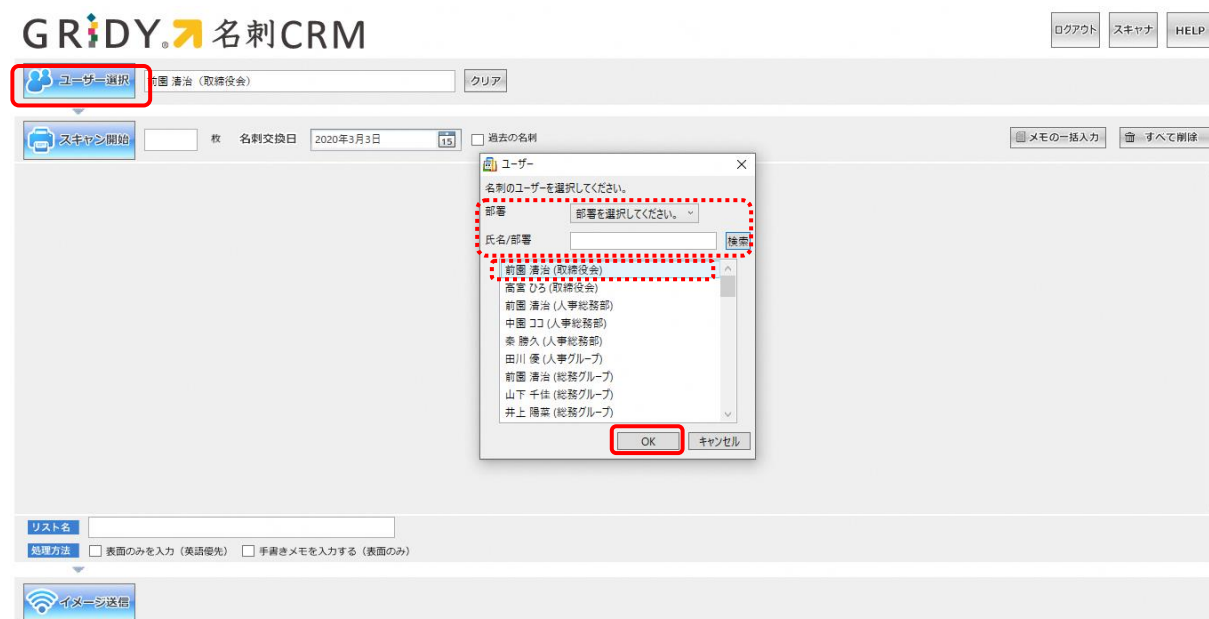 GRiDY。名刺CRM
ログアウト スキャナ HELP
ユーザー選択 前園 清治（取締役会） クリア
スキャン開始 枚 名刺交換日 2020年3月3日 15 過去の名刺 メモの一括入力 すべて削除
ユーザー
名刺のユーザーを選択してください。
部署 部署を選択してください。
氏名/部署 検索
前園 清治 (取締役会)
高宮 ひろ (取締役会)
前園 清治 (人事総務部)
中園 ココ (人事総務部)
秦 勝久 (人事総務部)
田川 優 (人事グループ)
前園 清治 (総務グループ)
山下 千佳 (総務グループ)
井上 陽菜 (総務グループ)
OK キャンセル
リスト名
処理方法 表面のみを入力（英語優先） 手書きメモを入力する（表面のみ）
イメージ送信